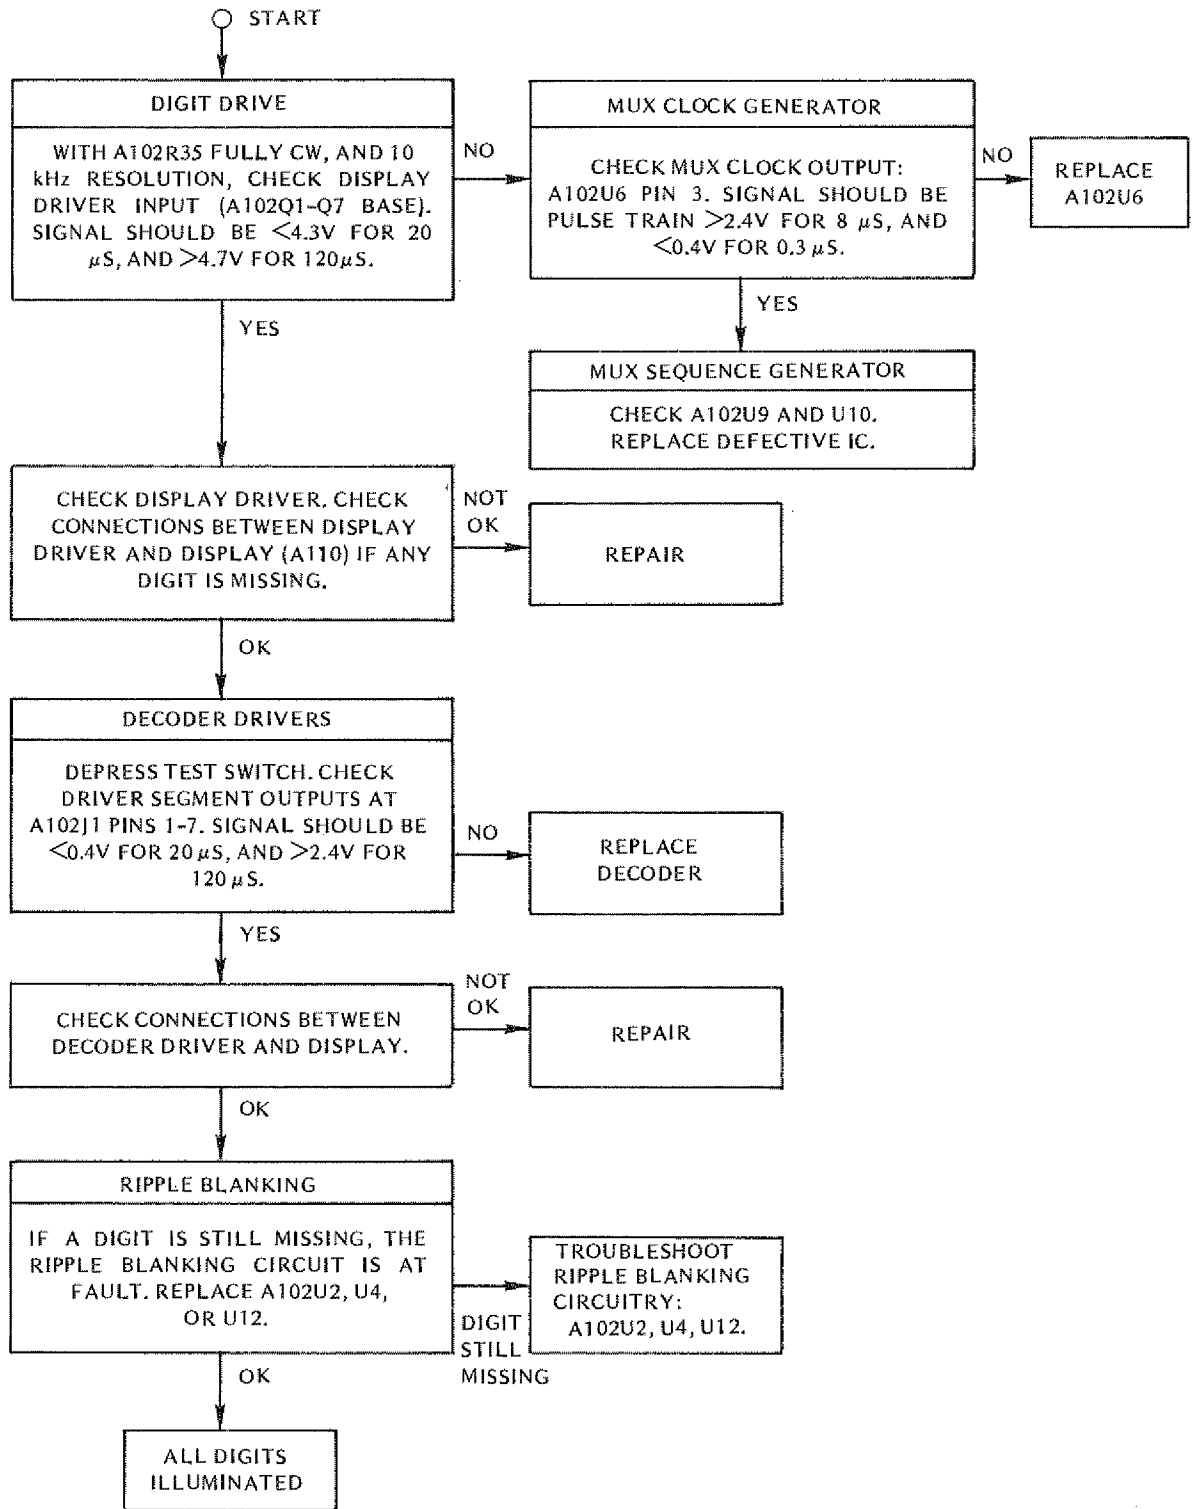 START
DIGIT DRIVE
WITH A102R35 FULLY CW, AND 10
kHz RESOLUTION, CHECK DISPLAY
DRIVER INPUT (A102Q1-Q7 BASE).
SIGNAL SHOULD BE <4.3V FOR 20
μS, AND >4.7V FOR 120μS.
NO
MUX CLOCK GENERATOR
CHECK MUX CLOCK OUTPUT:
A102U6 PIN 3. SIGNAL SHOULD BE
PULSE TRAIN >2.4V FOR 8 μS, AND
<0.4V FOR 0.3 μS.
NO
REPLACE
A102U6
YES
YES
MUX SEQUENCE GENERATOR
CHECK A102U9 AND U10.
REPLACE DEFECTIVE IC.
CHECK DISPLAY DRIVER. CHECK
CONNECTIONS BETWEEN DISPLAY
DRIVER AND DISPLAY (A110) IF ANY
DIGIT IS MISSING.
NOT
OK
REPAIR
OK
DECODER DRIVERS
DEPRESS TEST SWITCH. CHECK
DRIVER SEGMENT OUTPUTS AT
A102J1 PINS 1-7. SIGNAL SHOULD BE
<0.4V FOR 20 μS, AND >2.4V FOR
120 μS.
NO
REPLACE
DECODER
YES
CHECK CONNECTIONS BETWEEN
DECODER DRIVER AND DISPLAY.
NOT
OK
REPAIR
OK
RIPPLE BLANKING
IF A DIGIT IS STILL MISSING, THE
RIPPLE BLANKING CIRCUIT IS AT
FAULT. REPLACE A102U2, U4,
OR U12.
DIGIT
STILL
MISSING
TROUBLESHOOT
RIPPLE BLANKING
CIRCUITRY:
A102U2, U4, U12.
OK
ALL DIGITS
ILLUMINATED